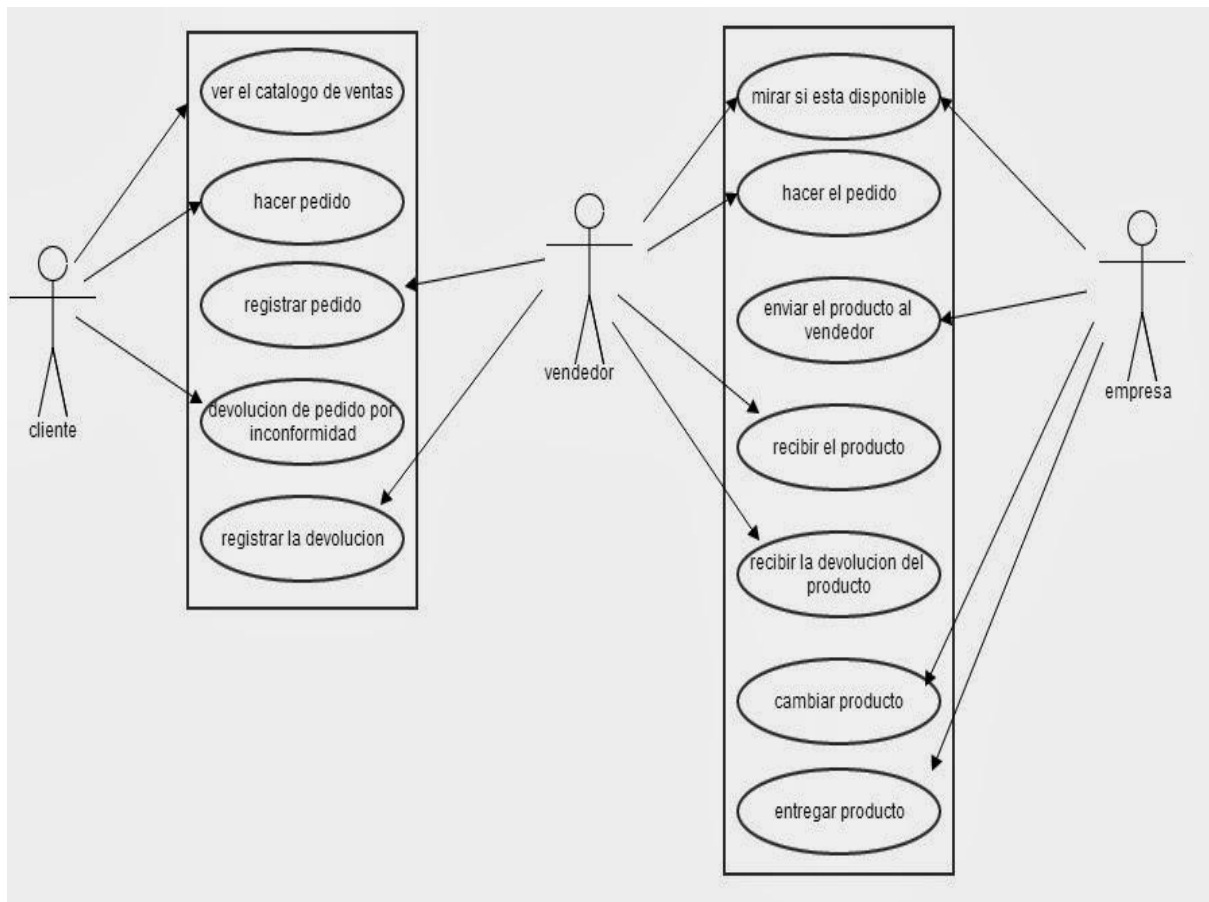 ver el catalogo de ventas
hacer pedido
registrar pedido
devolucion de pedido por
inconformidad
registrar la devolucion
cliente
vendedor
mirar si esta disponible
hacer el pedido
enviar el producto al
vendedor
recibir el producto
recibir la devolucion del
producto
cambiar producto
entregar producto
empresa